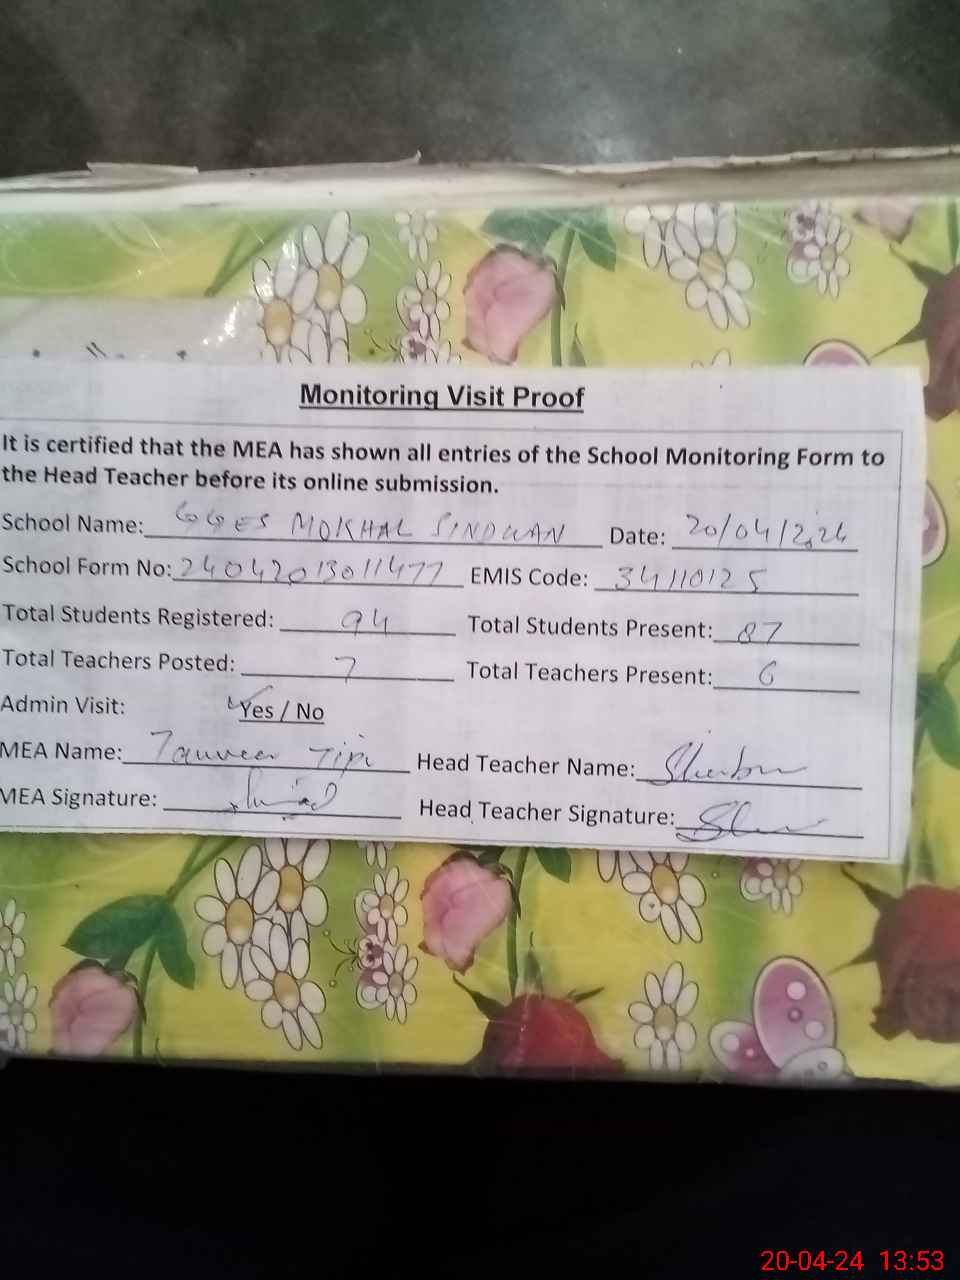 Monitoring Visit Proof
It is certified that the MEA has shown all entries of the School Monitoring Form to
the Head Teacher before its online submission.
School Name: GGES MOKHAL SINDWAN Date: 20/04/2024
School Form No: 24042013011477 EMIS Code: 34110125
Total Students Registered: 94 Total Students Present: 87
Total Teachers Posted: 7 Total Teachers Present: 6
Admin Visit: Yes / No
MEA Name: Tanveer Tipu Head Teacher Name:
MEA Signature: Head Teacher Signature:
20-04-24 13:53